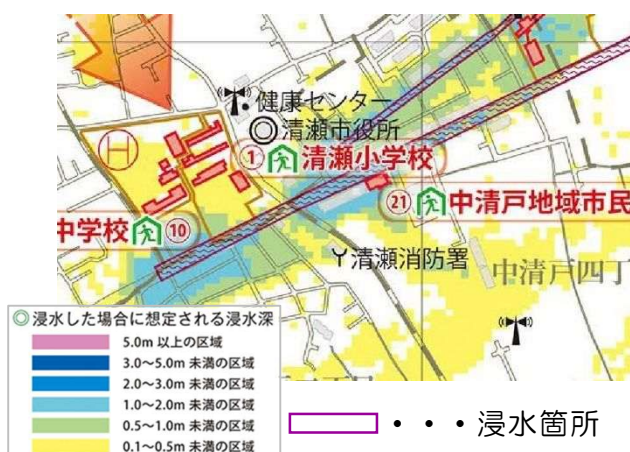 健康センター
清瀬市役所
① 清瀬小学校
㉑ 中清戸地域市民
中学校 ⑩
清瀬消防署
中清戸四丁
H
◎浸水した場合に想定される浸水深
5.0m 以上の区域
3.0～5.0m 未満の区域
2.0～3.0m 未満の区域
1.0～2.0m 未満の区域
0.5～1.0m 未満の区域
0.1～0.5m 未満の区域
・・・浸水箇所